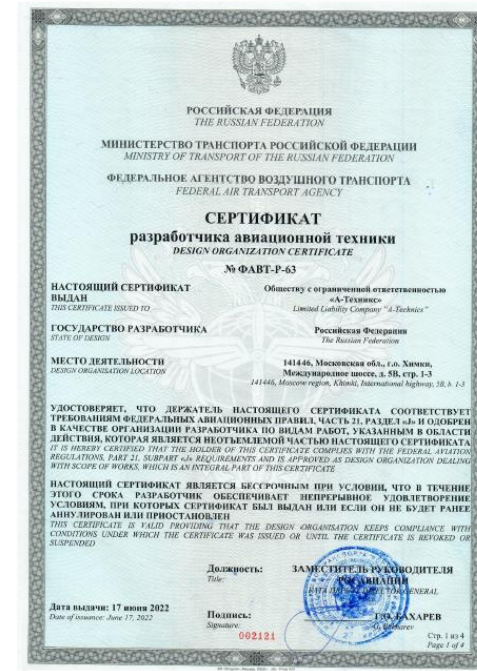 РОССИЙСКАЯ ФЕДЕРАЦИЯ
THE RUSSIAN FEDERATION
МИНИСТЕРСТВО ТРАНСПОРТА РОССИЙСКОЙ ФЕДЕРАЦИИ
MINISTRY OF TRANSPORT OF THE RUSSIAN FEDERATION
ФЕДЕРАЛЬНОЕ АГЕНТСТВО ВОЗДУШНОГО ТРАНСПОРТА
FEDERAL AIR TRANSPORT AGENCY
СЕРТИФИКАТ
разработчика авиационной техники
DESIGN ORGANIZATION CERTIFICATE
№ ФАВТ-Р-63
НАСТОЯЩИЙ СЕРТИФИКАТ Обществу с ограниченной ответственностью
ВЫДАН «А-Техникс»
THIS CERTIFICATE ISSUED TO Limited Liability Company "A-Technics"
ГОСУДАРСТВО РАЗРАБОТЧИКА Российская Федерация
STATE OF DESIGN The Russian Federation
МЕСТО ДЕЯТЕЛЬНОСТИ 141446, Московская обл., г.о. Химки,
DESIGN ORGANISATION LOCATION Международное шоссе, д. 5В, стр. 1-3
141446, Moscow region, Khimki, International highway, 5B, b. 1-3
УДОСТОВЕРЯЕТ, ЧТО ДЕРЖАТЕЛЬ НАСТОЯЩЕГО СЕРТИФИКАТА СООТВЕТСТВУЕТ
ТРЕБОВАНИЯМ ФЕДЕРАЛЬНЫХ АВИАЦИОННЫХ ПРАВИЛ, ЧАСТЬ 21, РАЗДЕЛ «J» И ОДОБРЕН
В КАЧЕСТВЕ ОРГАНИЗАЦИИ РАЗРАБОТЧИКА ПО ВИДАМ РАБОТ, УКАЗАННЫМ В ОБЛАСТИ
ДЕЙСТВИЯ, КОТОРАЯ ЯВЛЯЕТСЯ НЕОТЪЕМЛЕМОЙ ЧАСТЬЮ НАСТОЯЩЕГО СЕРТИФИКАТА
IT IS HEREBY CERTIFIED THAT THE HOLDER OF THIS CERTIFICATE COMPLIES WITH THE FEDERAL AVIATION
REGULATIONS, PART 21, SUBPART «J» REQUIREMENTS AND IS APPROVED AS DESIGN ORGANIZATION DEALING
WITH SCOPE OF WORKS, WHICH IS AN INTEGRAL PART OF THIS CERTIFICATE
НАСТОЯЩИЙ СЕРТИФИКАТ ЯВЛЯЕТСЯ БЕССРОЧНЫМ ПРИ УСЛОВИИ, ЧТО В ТЕЧЕНИЕ
ЭТОГО СРОКА РАЗРАБОТЧИК ОБЕСПЕЧИВАЕТ НЕПРЕРЫВНОЕ УДОВЛЕТВОРЕНИЕ
УСЛОВИЯМ, ПРИ КОТОРЫХ СЕРТИФИКАТ БЫЛ ВЫДАН ИЛИ ЕСЛИ ОН НЕ БУДЕТ РАНЕЕ
АННУЛИРОВАН ИЛИ ПРИОСТАНОВЛЕН
THIS CERTIFICATE IS VALID PROVIDING THAT THE DESIGN ORGANISATION KEEPS COMPLIANCE WITH
CONDITIONS UNDER WHICH THE CERTIFICATE WAS ISSUED OR UNTIL THE CERTIFICATE IS REVOKED OR
SUSPENDED
Должность: ЗАМЕСТИТЕЛЬ РУКОВОДИТЕЛЯ
Title: РОСАВИАЦИИ
FATA DEPUTY DIRECTOR GENERAL
Дата выдачи: 17 июня 2022 Подпись: Г.О. БАХАРЕВ
Date of issuance: June 17, 2022 Signature:
002121 Стр. 1 из 4
Page 1 of 4